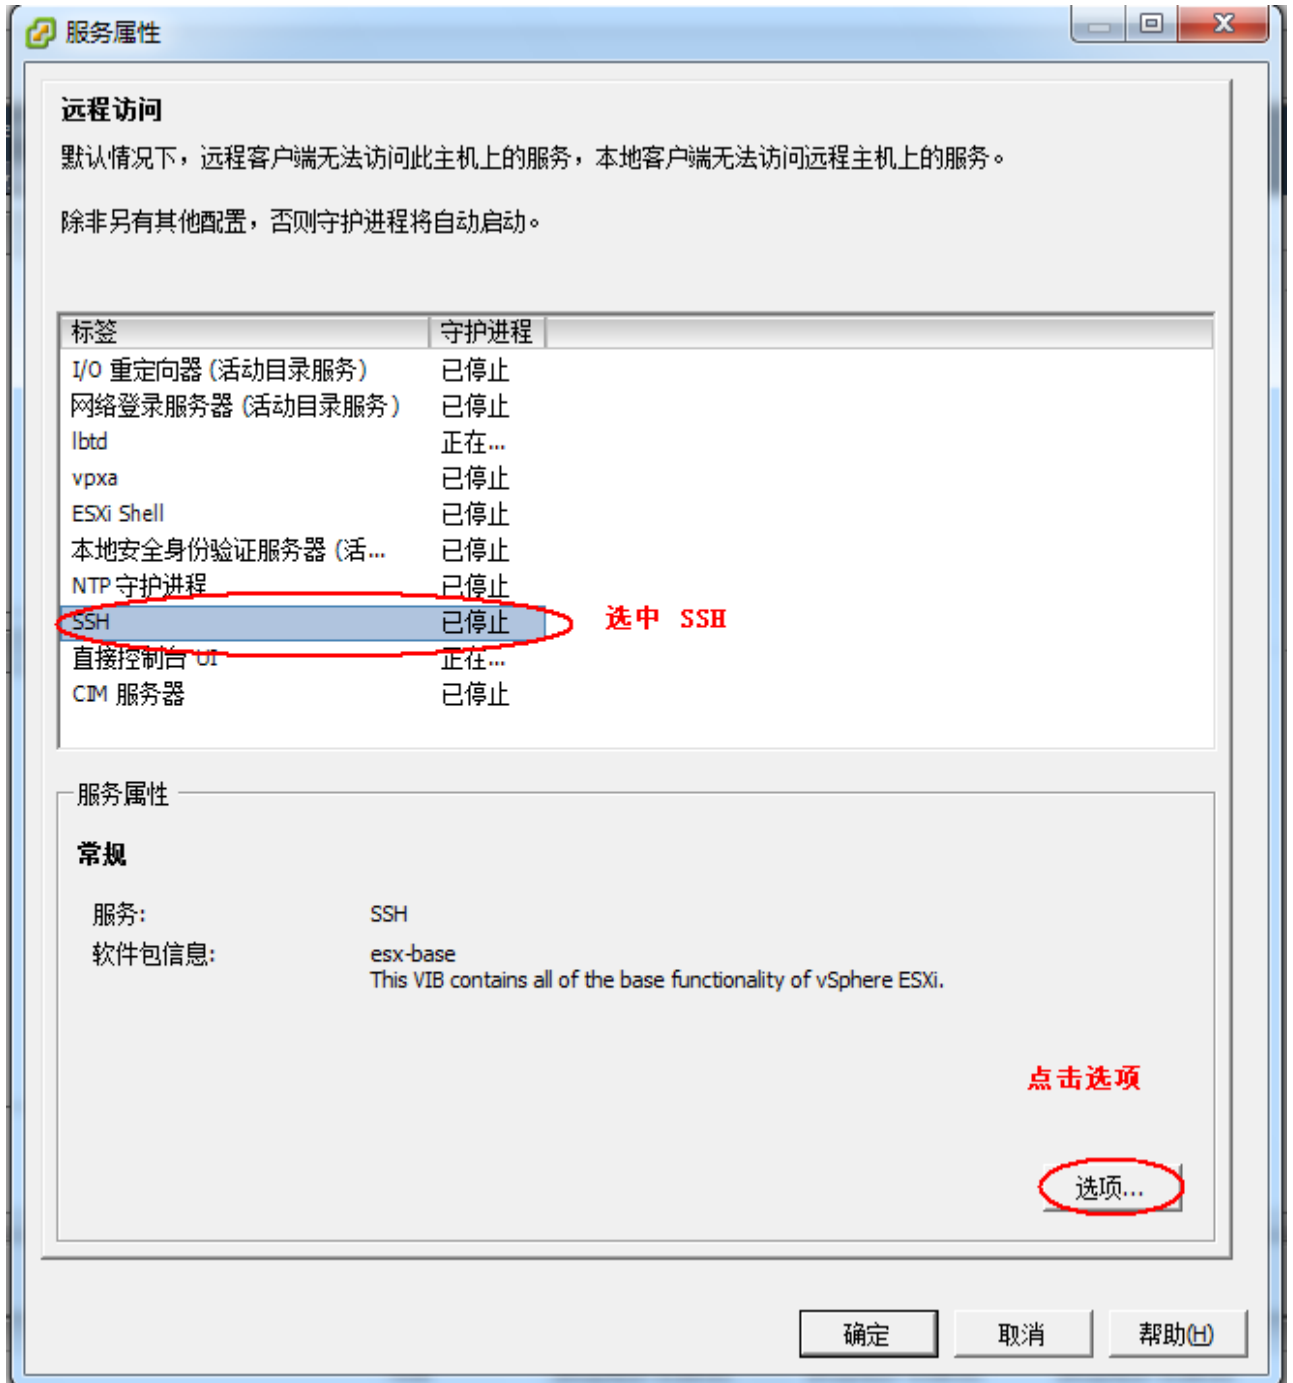 服务属性
远程访问
默认情况下，远程客户端无法访问此主机上的服务，本地客户端无法访问远程主机上的服务。
除非另有其他配置，否则守护进程将自动启动。
标签 守护进程
I/O 重定向器 (活动目录服务) 已停止
网络登录服务器 (活动目录服务) 已停止
lbtd 正在...
vpxa 已停止
ESXi Shell 已停止
本地安全身份验证服务器 (活... 已停止
NTP 守护进程 已停止
SSH 已停止 选中 SSH
直接控制台 UI 正在...
CIM 服务器 已停止
服务属性
常规
服务: SSH
软件包信息: esx-base
This VIB contains all of the base functionality of vSphere ESXi.
点击选项
选项...
确定 取消 帮助(H)